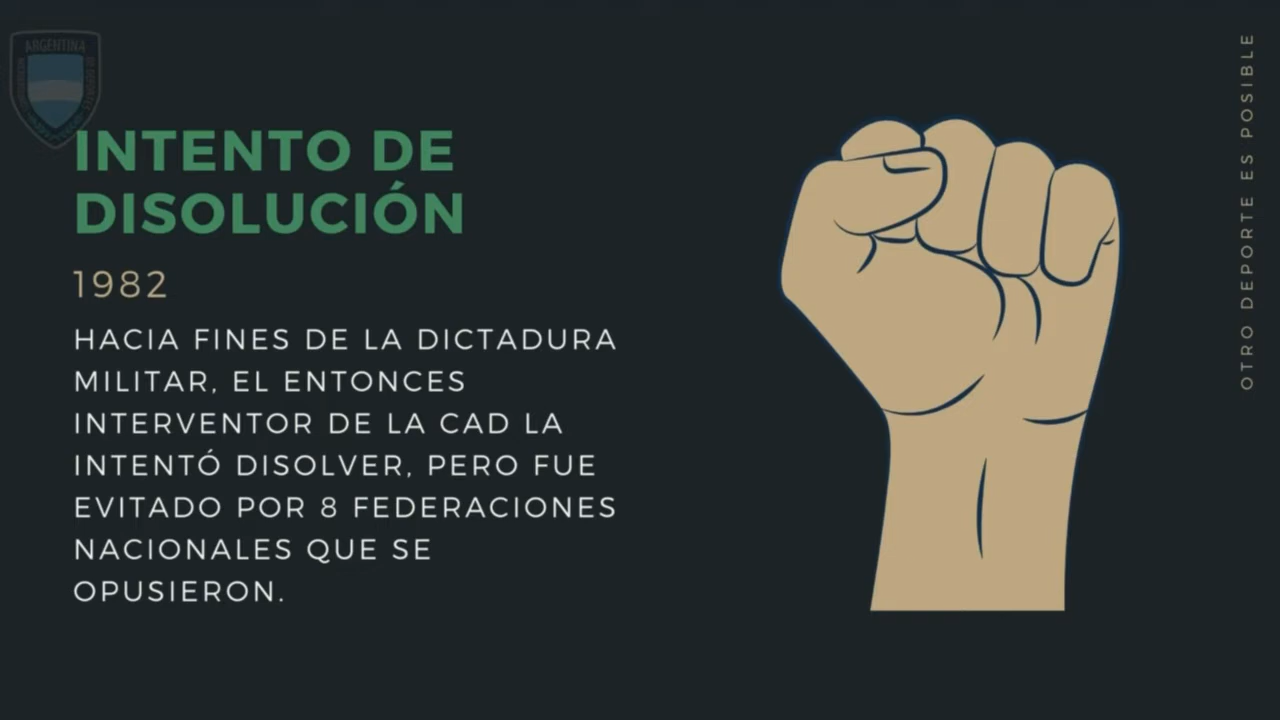 ARGENTINA
INTENTO DE
DISOLUCIÓN
1982
HACIA FINES DE LA DICTADURA
MILITAR, EL ENTONCES
INTERVENTOR DE LA CAD LA
INTENTÓ DISOLVER, PERO FUE
EVITADO POR 8 FEDERACIONES
NACIONALES QUE SE
OPUSIERON.
OTRO DEPORTE ES POSIBLE